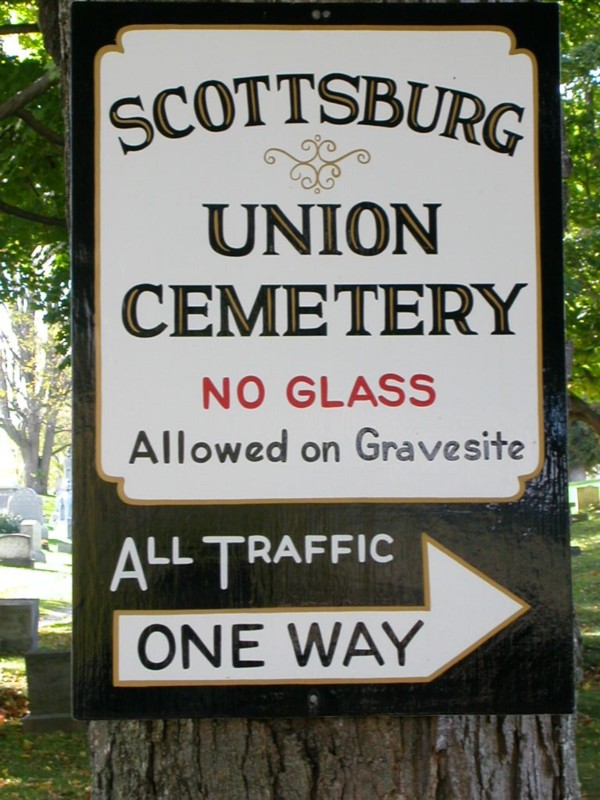 SCOTTSBURG
UNION
CEMETERY
NO GLASS
Allowed on Gravesite
ALL TRAFFIC
ONE WAY